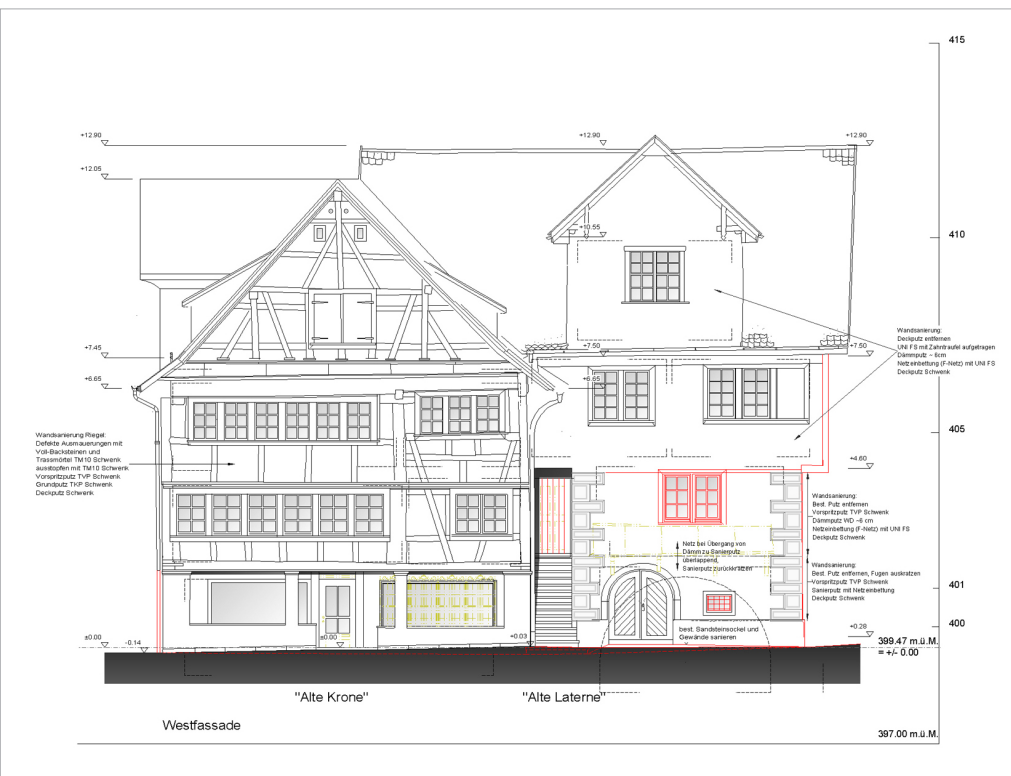 415
+12.90
+12.90
+12.90
+12.05
410
+10.55
Wandsanierung:
Deckputz entfernen
UNI FS mit Zahntraufel aufgetragen
Dämmputz ~ 6cm
Netzeinbettung (F-Netz) mit UNI FS
Deckputz Schwenk
+7.45
+7.50
+7.50
+6.65
+6.65
405
Wandsanierung Riegel:
Defekte Ausmauerungen mit
Voll-Backsteinen und
Trassmörtel TM10 Schwenk
ausstopfen mit TM10 Schwenk
Vorspritzputz TVP Schwenk
Grundputz TKP Schwenk
Deckputz Schwenk
+4.60
Wandsanierung:
Best. Putz entfernen
Vorspritzputz TVP Schwenk
Dämmputz WD ~6 cm
Netzeinbettung (F-Netz) mit UNI FS
Deckputz Schwenk
Netz bei Übergang von
Dämm zu Sanierputz
überlappend,
Sanierputz zurückkratzen
Wandsanierung:
Best. Putz entfernen, Fugen auskratzen
Vorspritzputz TVP Schwenk
Sanierputz mit Netzeinbettung
Deckputz Schwenk
401
400
best. Sandsteinsockel und
Gewände sanieren
±0.00
-0.14
±0.00
+0.03
+0.28
399.47 m.ü.M.
= +/- 0.00
"Alte Krone"
"Alte Laterne"
Westfassade
397.00 m.ü.M.